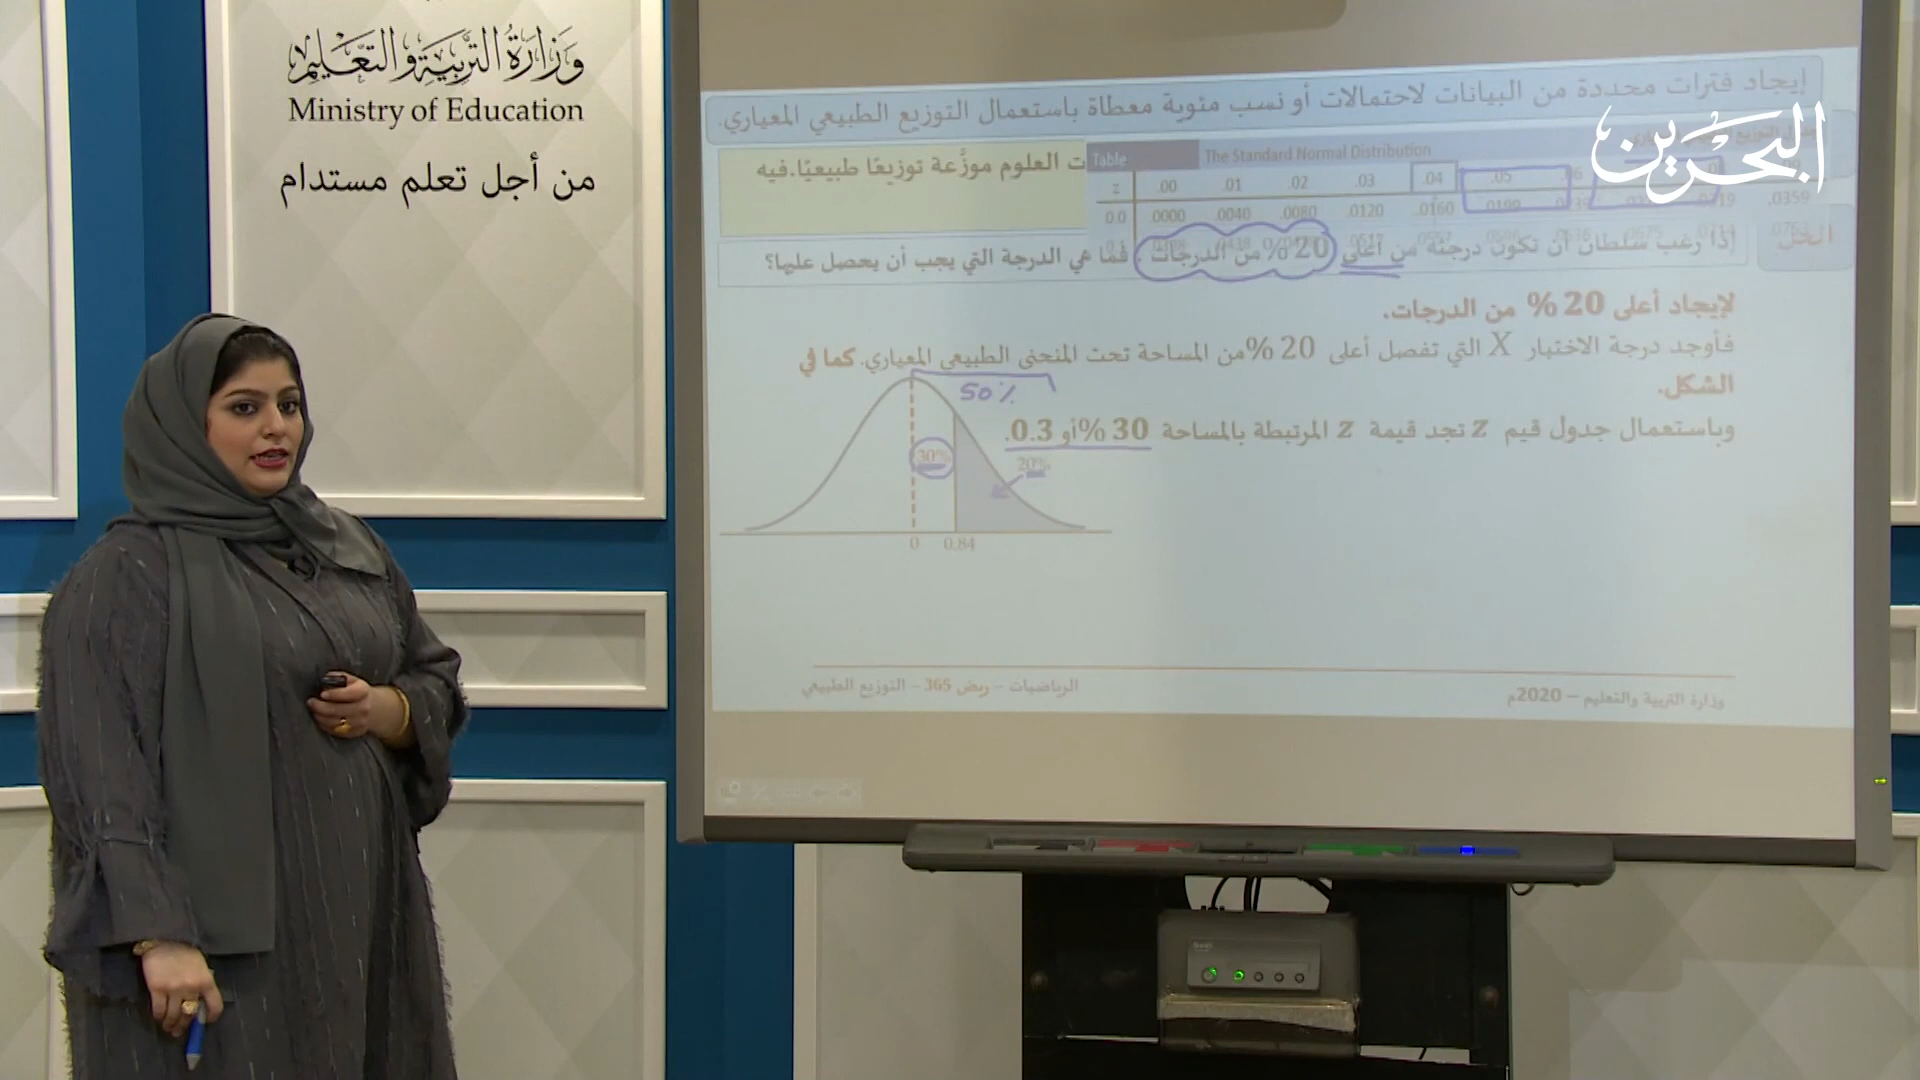 وزارة التربية والتعليم
Ministry of Education
من أجل تعلم مستدام
البحرين
إيجاد فترات محددة من البيانات لاحتمالات أو نسب مئوية معطاة باستعمال التوزيع الطبيعي المعياري.
ت العلوم موزَّعة توزيعًا طبيعيًا.فيه
Table The Standard Normal Distribution
z .00 .01 .02 .03 .04 .05
0.0 .0000 .0040 .0080 .0120 .0160 .0199 .0359
الحل
إذا رغب سلطان أن تكون درجته من أعلى 20% من الدرجات ، فما هي الدرجة التي يجب أن يحصل عليها؟
لإيجاد أعلى 20 % من الدرجات.
فأوجد درجة الاختبار X التي تفصل أعلى 20 %من المساحة تحت المنحنى الطبيعي المعياري. كما في
الشكل.
50%
وباستعمال جدول قيم z تجد قيمة z المرتبطة بالمساحة 30 %أو 0.3.
30%
20%
0 0.84
وزارة التربية والتعليم – 2020م
الرياضيات – ريض 365 – التوزيع الطبيعي